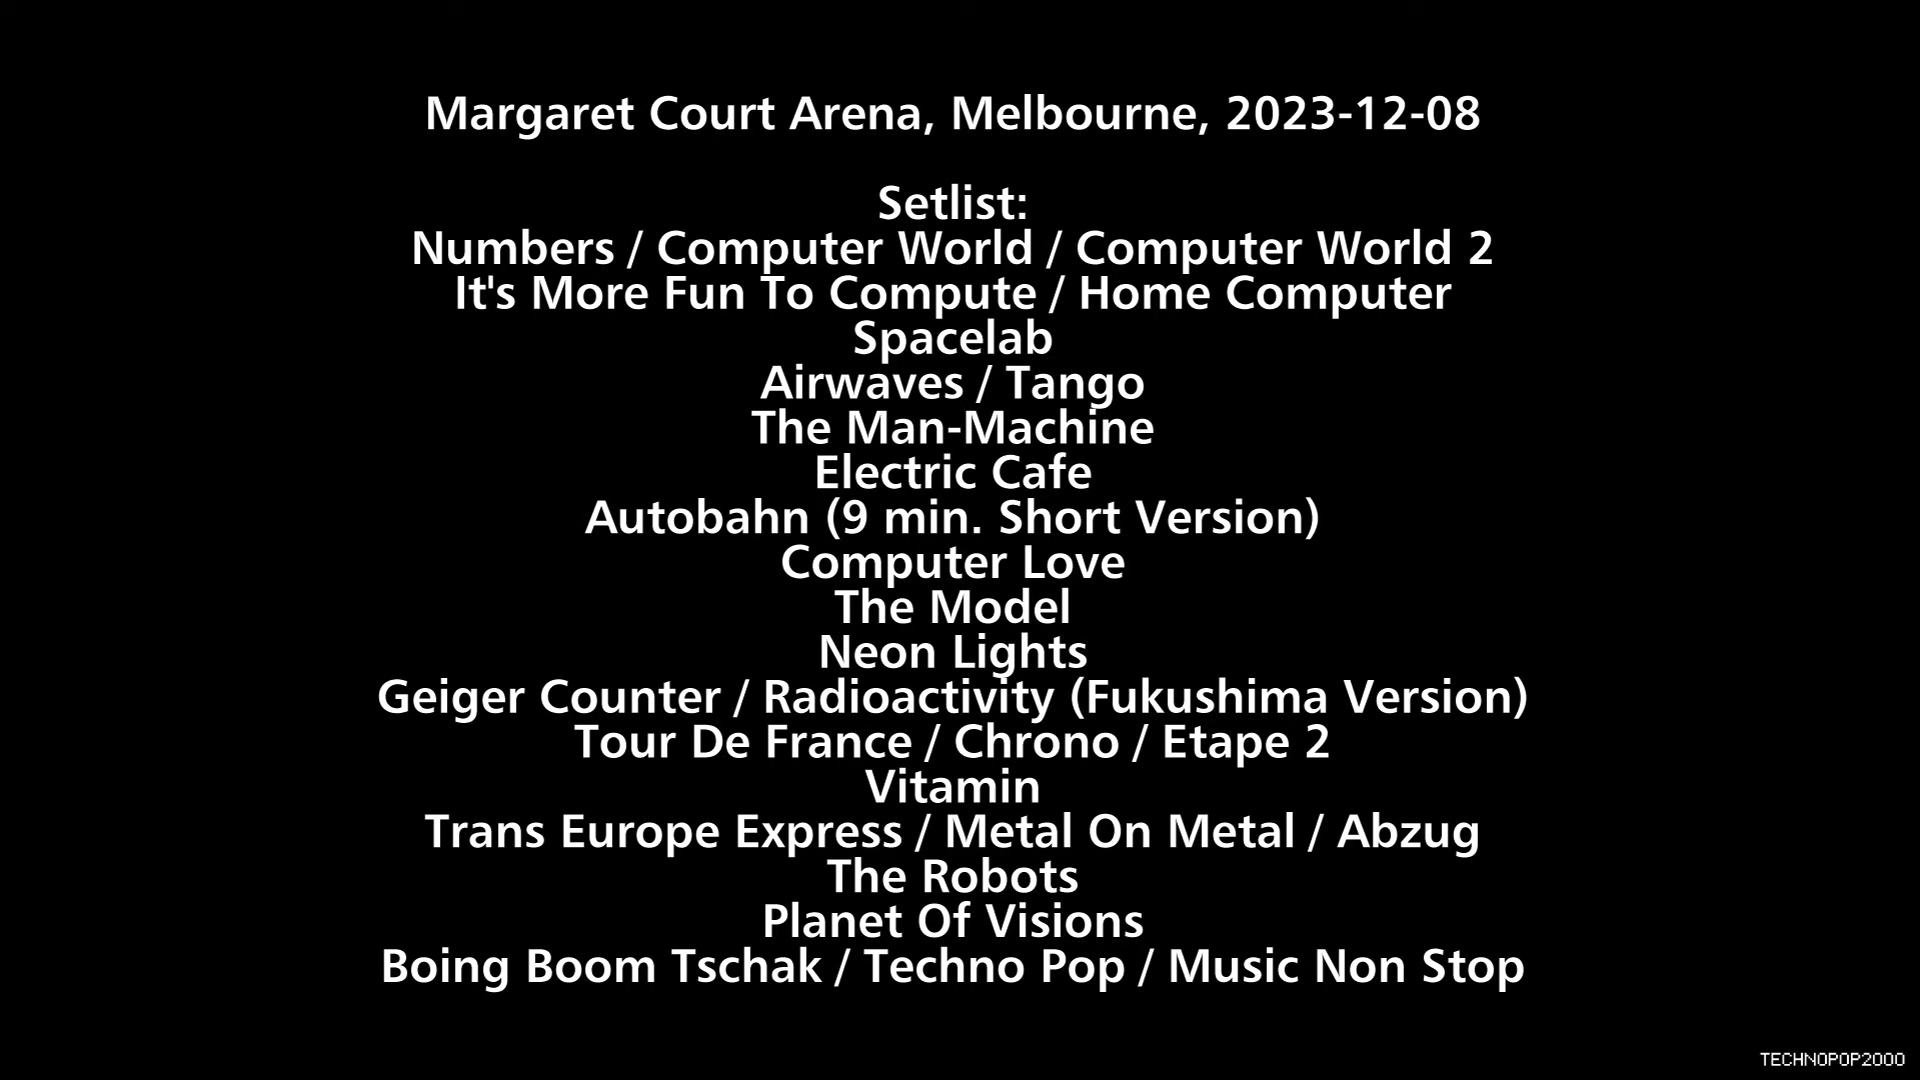 Margaret Court Arena, Melbourne, 2023-12-08
Setlist:
Numbers / Computer World / Computer World 2
It's More Fun To Compute / Home Computer
Spacelab
Airwaves / Tango
The Man-Machine
Electric Cafe
Autobahn (9 min. Short Version)
Computer Love
The Model
Neon Lights
Geiger Counter / Radioactivity (Fukushima Version)
Tour De France / Chrono / Etape 2
Vitamin
Trans Europe Express / Metal On Metal / Abzug
The Robots
Planet Of Visions
Boing Boom Tschak / Techno Pop / Music Non Stop
TECHNOPOP2000